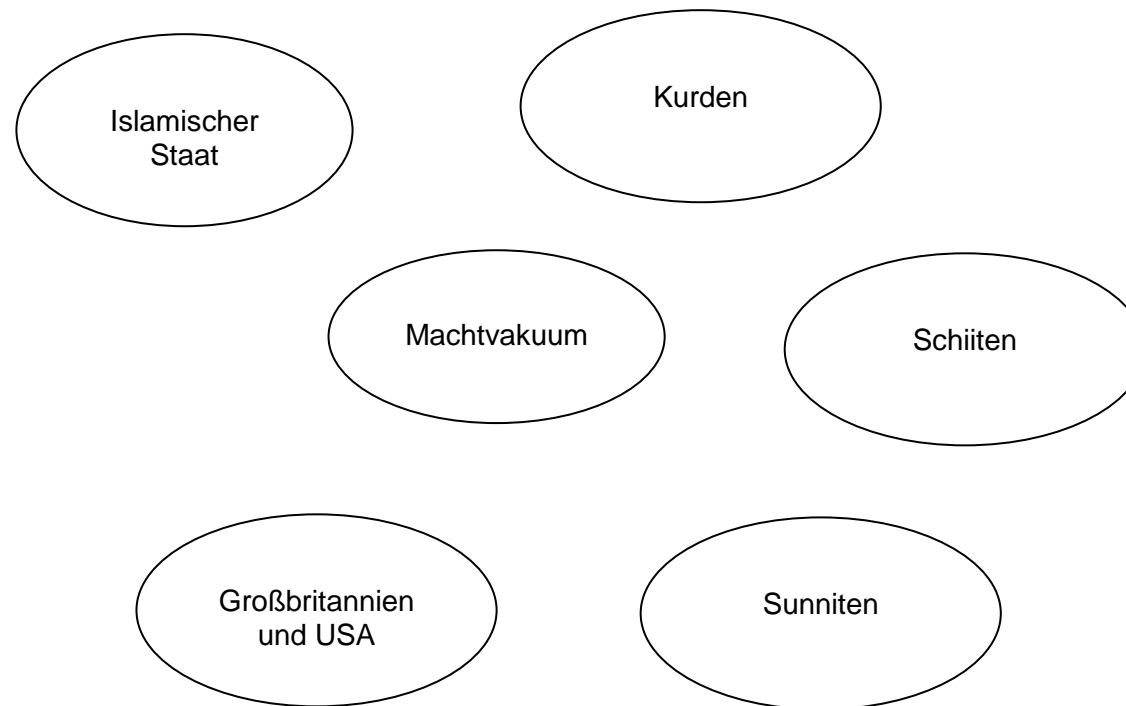 Islamischer
Staat
Kurden
Machtvakuum
Schiiten
Großbritannien
und USA
Sunniten